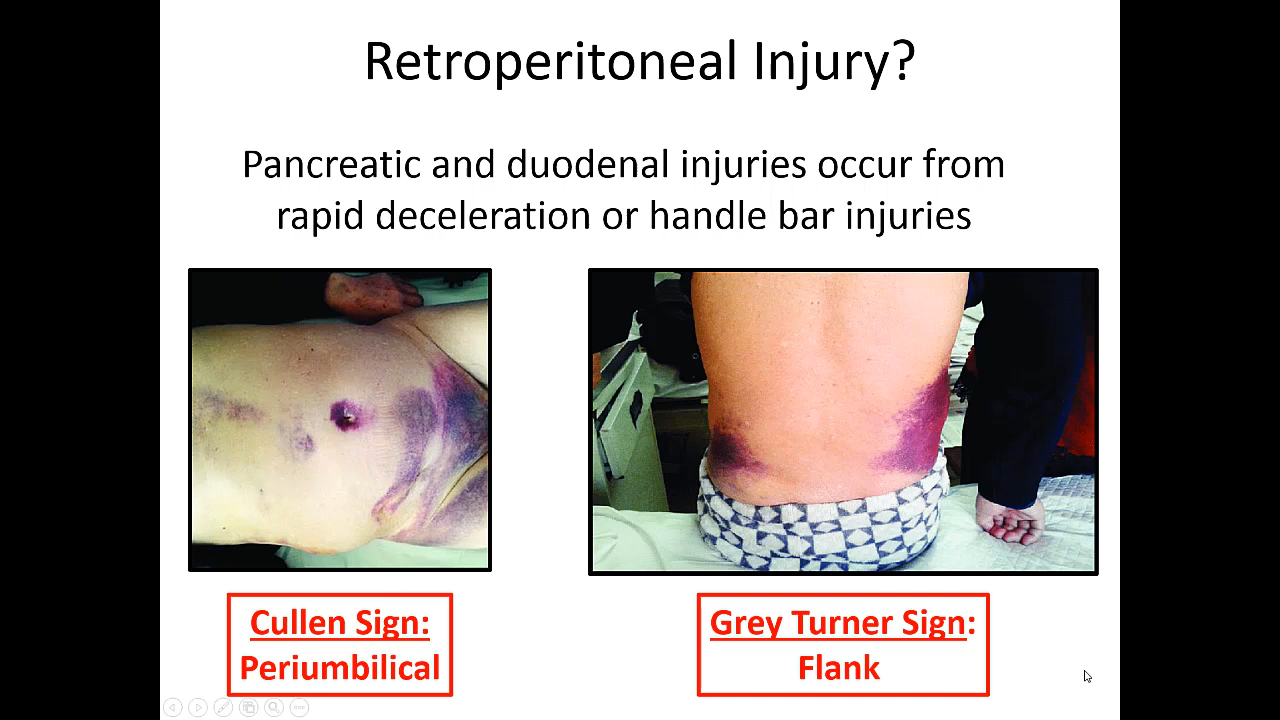 Retroperitoneal Injury?
Pancreatic and duodenal injuries occur from
rapid deceleration or handle bar injuries
Cullen Sign:
Periumbilical
Grey Turner Sign:
Flank